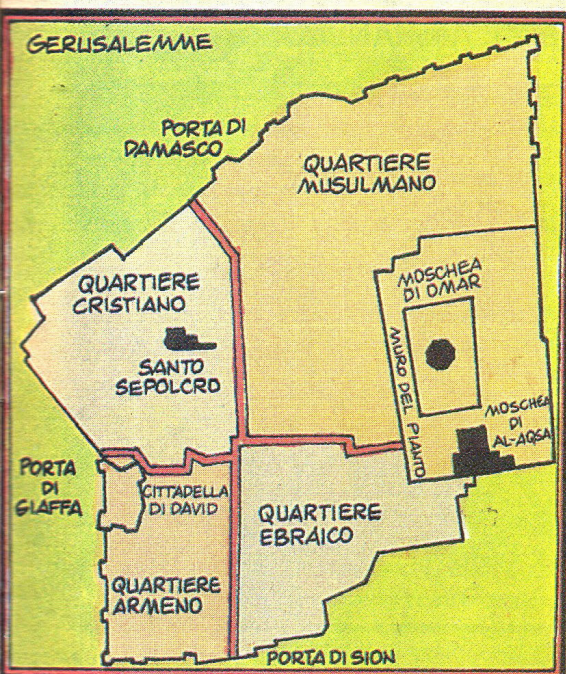 GERUSALEMME
PORTA DI
DAMASCO
QUARTIERE
MUSULMANO
QUARTIERE
CRISTIANO
SANTO
SEPOLCRO
MOSCHEA
DI OMAR
MURO DEL PIANTO
MOSCHEA
DI
AL-AQSA
PORTA
DI
GIAFFA
CITTADELLA
DI DAVID
QUARTIERE
EBRAICO
QUARTIERE
ARMENO
PORTA DI SION